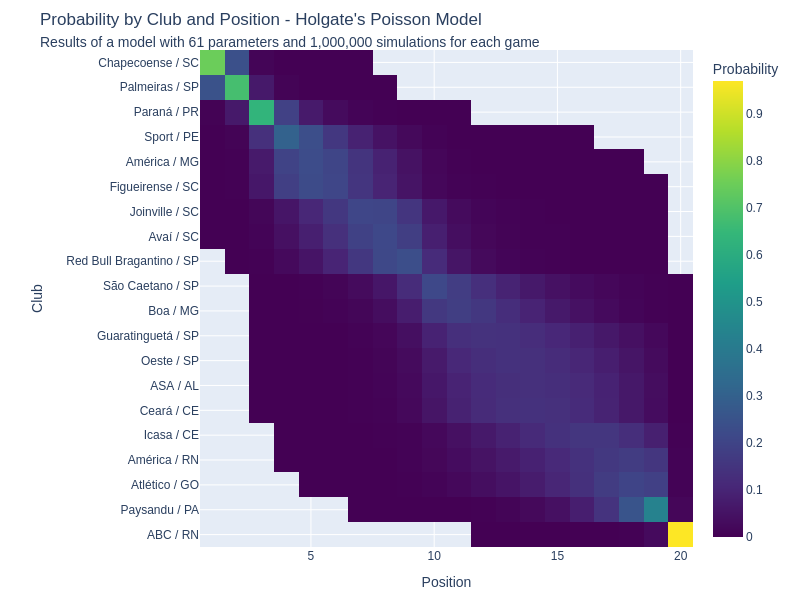 Probability by Club and Position - Holgate's Poisson Model
Results of a model with 61 parameters and 1,000,000 simulations for each game
Probability
Chapecoense / SC
Palmeiras / SP
Paraná / PR
Sport / PE
América / MG
Figueirense / SC
Joinville / SC
Avaí / SC
Red Bull Bragantino / SP
São Caetano / SP
Boa / MG
Guaratinguetá / SP
Oeste / SP
ASA / AL
Ceará / CE
Icasa / CE
América / RN
Atlético / GO
Paysandu / PA
ABC / RN
Club
5
10
15
20
Position
0.9
0.8
0.7
0.6
0.5
0.4
0.3
0.2
0.1
0